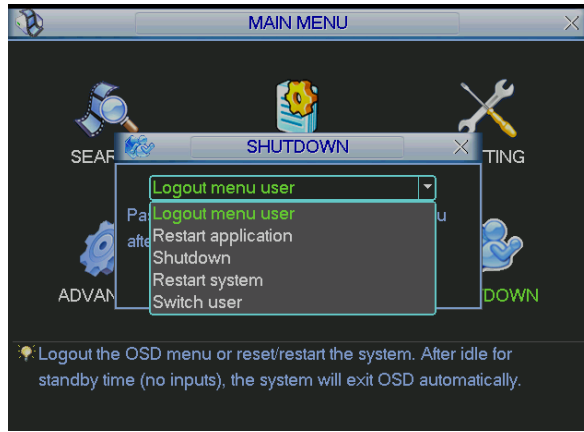 MAIN MENU
SEAR
TING
SHUTDOWN
Logout menu user
Pa
u
Logout menu user
Restart application
afte
Shutdown
Restart system
Switch user
ADVAN
DOWN
Logout the OSD menu or reset/restart the system. After idle for
standby time (no inputs), the system will exit OSD automatically.